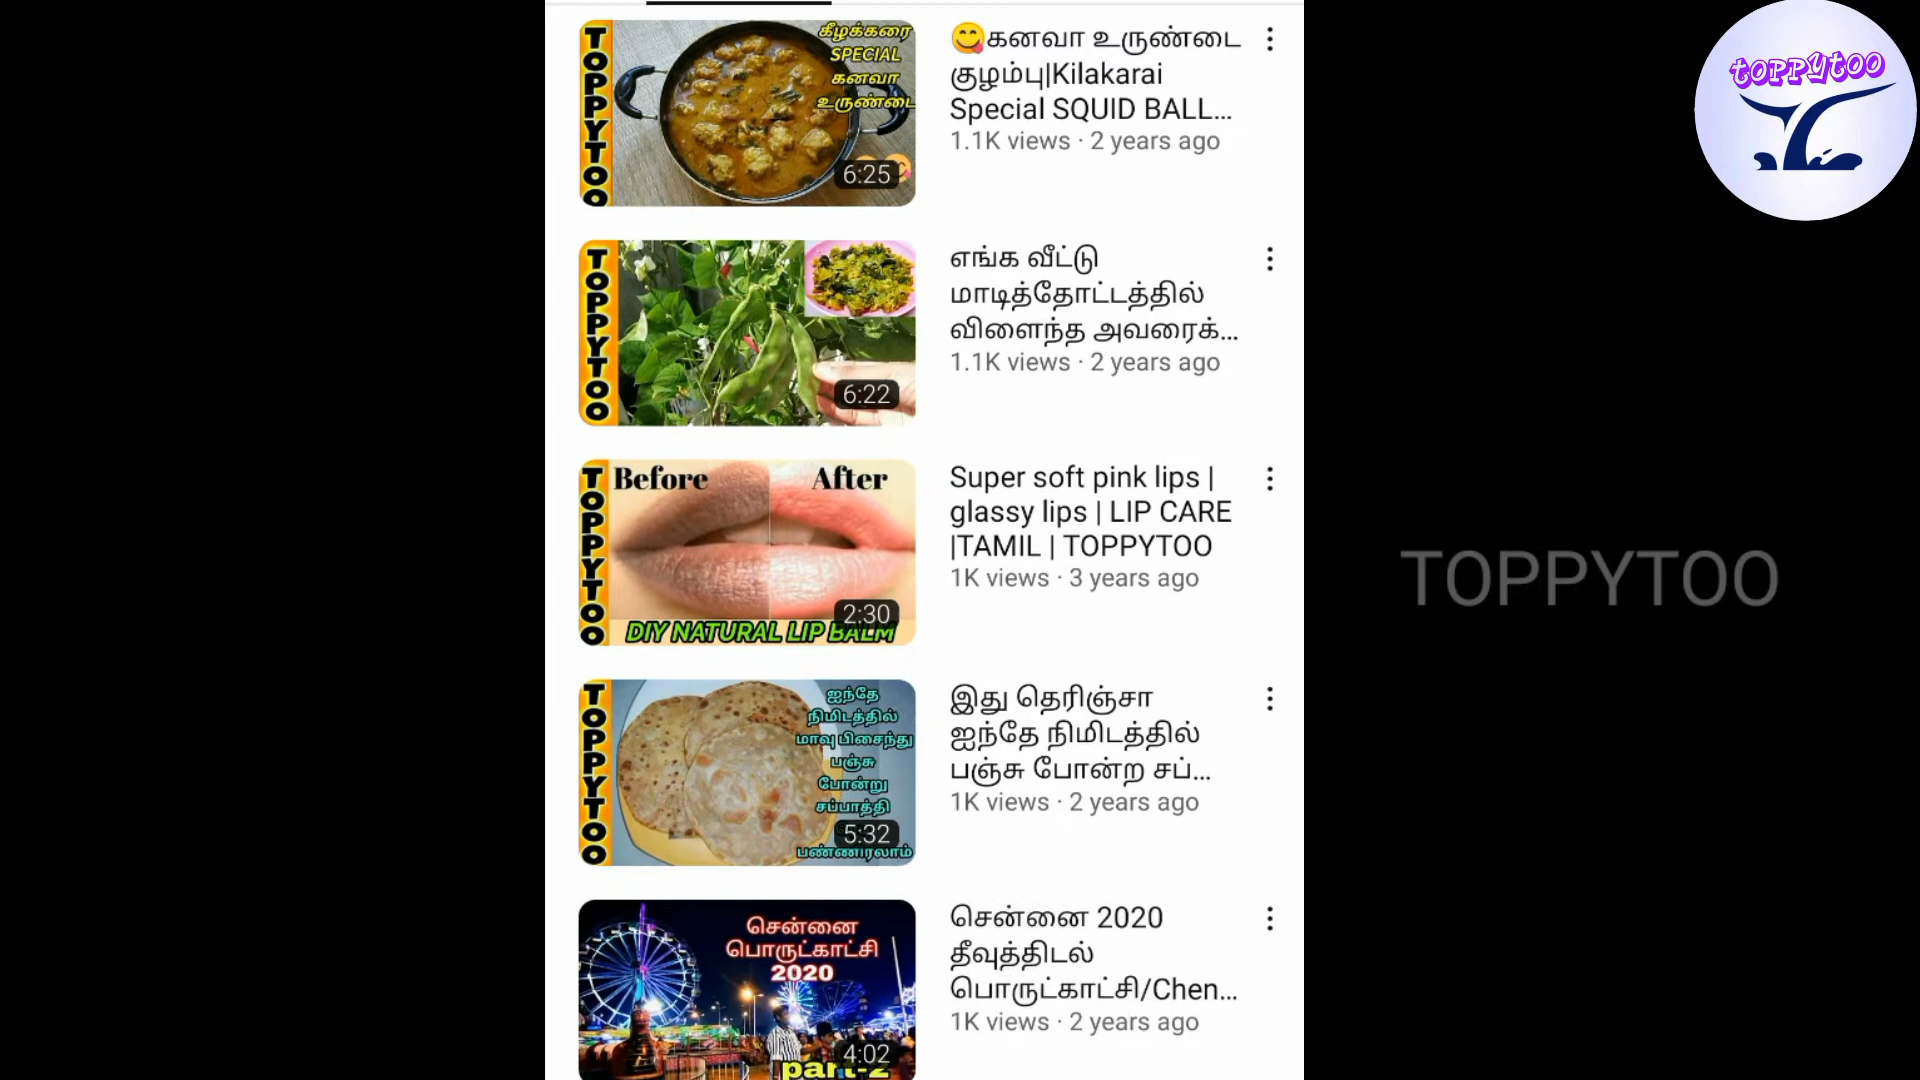 TOPPYTOO
கீழக்கரை
SPECIAL
கனவா
உருண்டை
6:25
😋கனவா உருண்டை
குழம்பு|Kilakarai
Special SQUID BALL...
1.1K views · 2 years ago
toppytoo
TOPPYTOO
6:22
எங்க வீட்டு
மாடித்தோட்டத்தில்
விளைந்த அவரைக்...
1.1K views · 2 years ago
TOPPYTOO
Before
After
2:30
DIY NATURAL LIP BALM
Super soft pink lips |
glassy lips | LIP CARE
|TAMIL | TOPPYTOO
1K views · 3 years ago
TOPPYTOO
TOPPYTOO
ஐந்தே
நிமிடத்தில்
மாவு பிசைந்து
பஞ்சு
போன்று
சப்பாத்தி
5:32
இது தெரிஞ்சா
ஐந்தே நிமிடத்தில்
பஞ்சு போன்ற சப்...
1K views · 2 years ago
சென்னை
பொருட்காட்சி
2020
4:02
part-2
சென்னை 2020
தீவுத்திடல்
பொருட்காட்சி/Chen...
1K views · 2 years ago